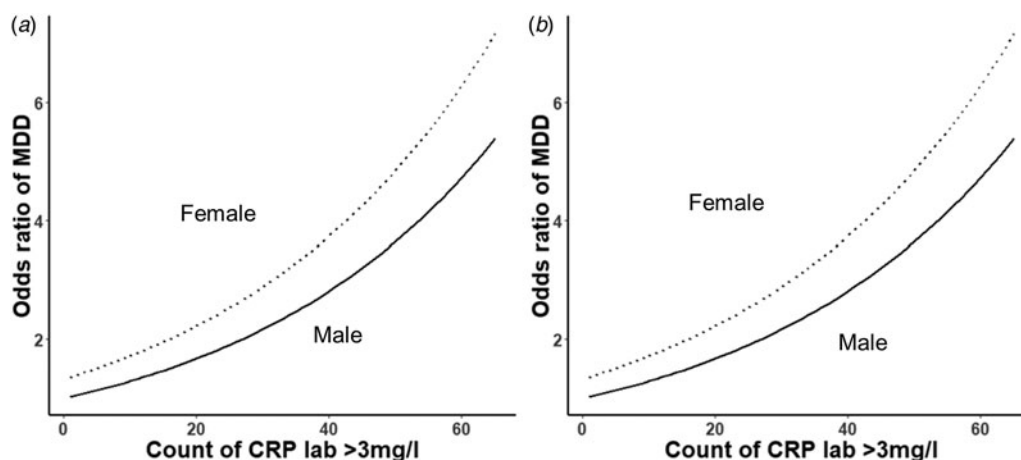 (a)
Odds ratio of MDD
6
4
2
Female
Male
0 20 40 60
Count of CRP lab >3mg/l
(b)
Odds ratio of MDD
6
4
2
Female
Male
0 20 40 60
Count of CRP lab >3mg/l